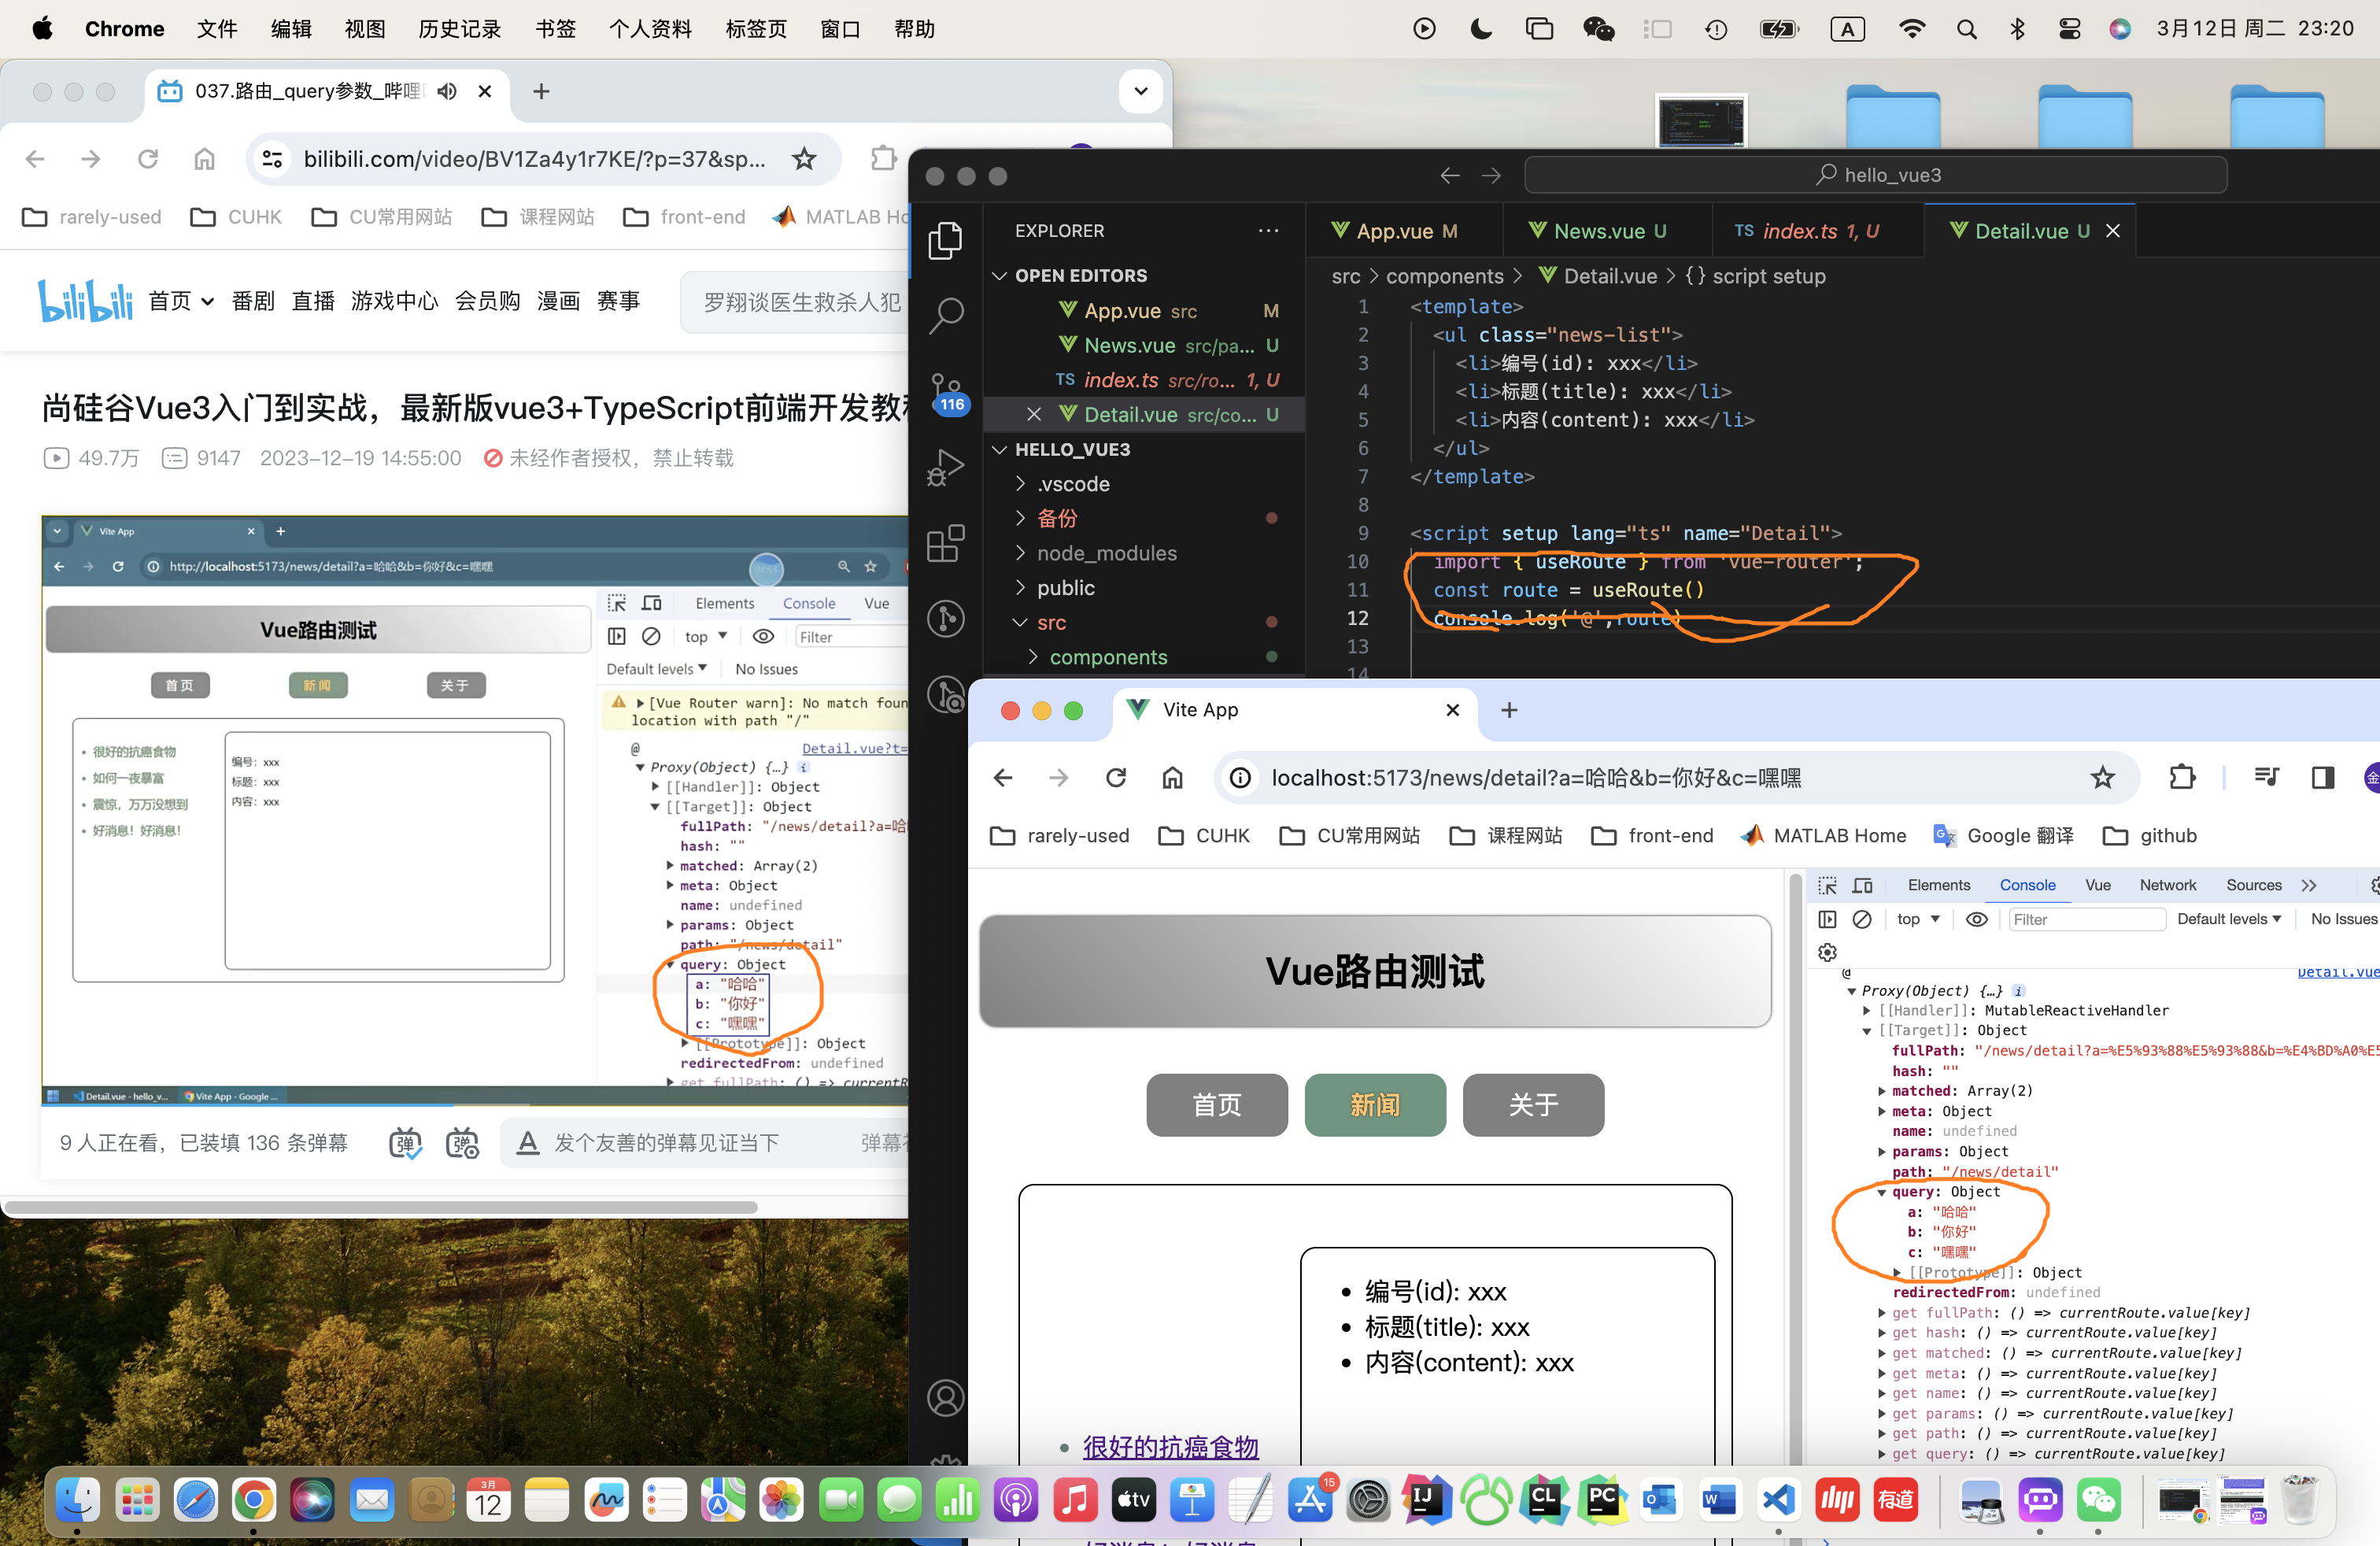 Chrome 文件 编辑 视图 历史记录 书签 个人资料 标签页 窗口 帮助
A 3月12日 周二 23:20
037.路由_query参数_哔哩
bilibili.com/video/BV1Za4y1r7KE/?p=37&sp...
rarely-used CUHK CU常用网站 课程网站 front-end MATLAB Ho
bilibili 首页 番剧 直播 游戏中心 会员购 漫画 赛事
罗翔谈医生救杀人犯
尚硅谷Vue3入门到实战，最新版vue3+TypeScript前端开发教程
49.7万 9147 2023-12-19 14:55:00 未经作者授权，禁止转载
Vite App
http://localhost:5173/news/detail?a=哈哈&b=你好&c=嘿嘿
Vue路由测试
首页 新闻 关于
很好的抗癌食物
如何一夜暴富
震惊，万万没想到
好消息！好消息！
编号：xxx
标题：xxx
内容：xxx
Elements Console Vue
top Filter
Default levels No Issues
[Vue Router warn]: No match foun
location with path "/"
@ Detail.vue?t=
Proxy(Object) {…}
[[Handler]]: Object
[[Target]]: Object
fullPath: "/news/detail?a=哈
hash: ""
matched: Array(2)
meta: Object
name: undefined
params: Object
path: "/news/detail"
query: Object
a: "哈哈"
b: "你好"
c: "嘿嘿"
[[Prototype]]: Object
redirectedFrom: undefined
get fullPath: () => currentR
Detail.vue - hello_v... Vite App - Google ...
9 人正在看，已装填 136 条弹幕
弹 弹 A 发个友善的弹幕见证当下 弹幕
hello_vue3
EXPLORER ...
OPEN EDITORS
App.vue src M
News.vue src/pa... U
TS index.ts src/ro... 1, U
Detail.vue src/co... U
116
HELLO_VUE3
.vscode
备份
node_modules
public
src
components
App.vue M News.vue U TS index.ts 1, U Detail.vue U
src > components > Detail.vue > {} script setup
1 <template>
2 <ul class="news-list">
3 <li>编号(id): xxx</li>
4 <li>标题(title): xxx</li>
5 <li>内容(content): xxx</li>
6 </ul>
7 </template>
8
9 <script setup lang="ts" name="Detail">
10 import { useRoute } from 'vue-router';
11 const route = useRoute()
12 console.log('@',route)
13
14
Vite App
localhost:5173/news/detail?a=哈哈&b=你好&c=嘿嘿
金
rarely-used CUHK CU常用网站 课程网站 front-end MATLAB Home Google 翻译 github
Vue路由测试
首页 新闻 关于
编号(id): xxx
标题(title): xxx
内容(content): xxx
很好的抗癌食物
Elements Console Vue Network Sources
top Filter Default levels No Issues
@ Detail.vue
Proxy(Object) {…}
[[Handler]]: MutableReactiveHandler
[[Target]]: Object
fullPath: "/news/detail?a=%E5%93%88%E5%93%88&b=%E4%BD%A0%E5
hash: ""
matched: Array(2)
meta: Object
name: undefined
params: Object
path: "/news/detail"
query: Object
a: "哈哈"
b: "你好"
c: "嘿嘿"
[[Prototype]]: Object
redirectedFrom: undefined
get fullPath: () => currentRoute.value[key]
get hash: () => currentRoute.value[key]
get matched: () => currentRoute.value[key]
get meta: () => currentRoute.value[key]
get name: () => currentRoute.value[key]
get params: () => currentRoute.value[key]
get path: () => currentRoute.value[key]
get query: () => currentRoute.value[key]
3月 12 tv 15 IJ CL PC W 有道